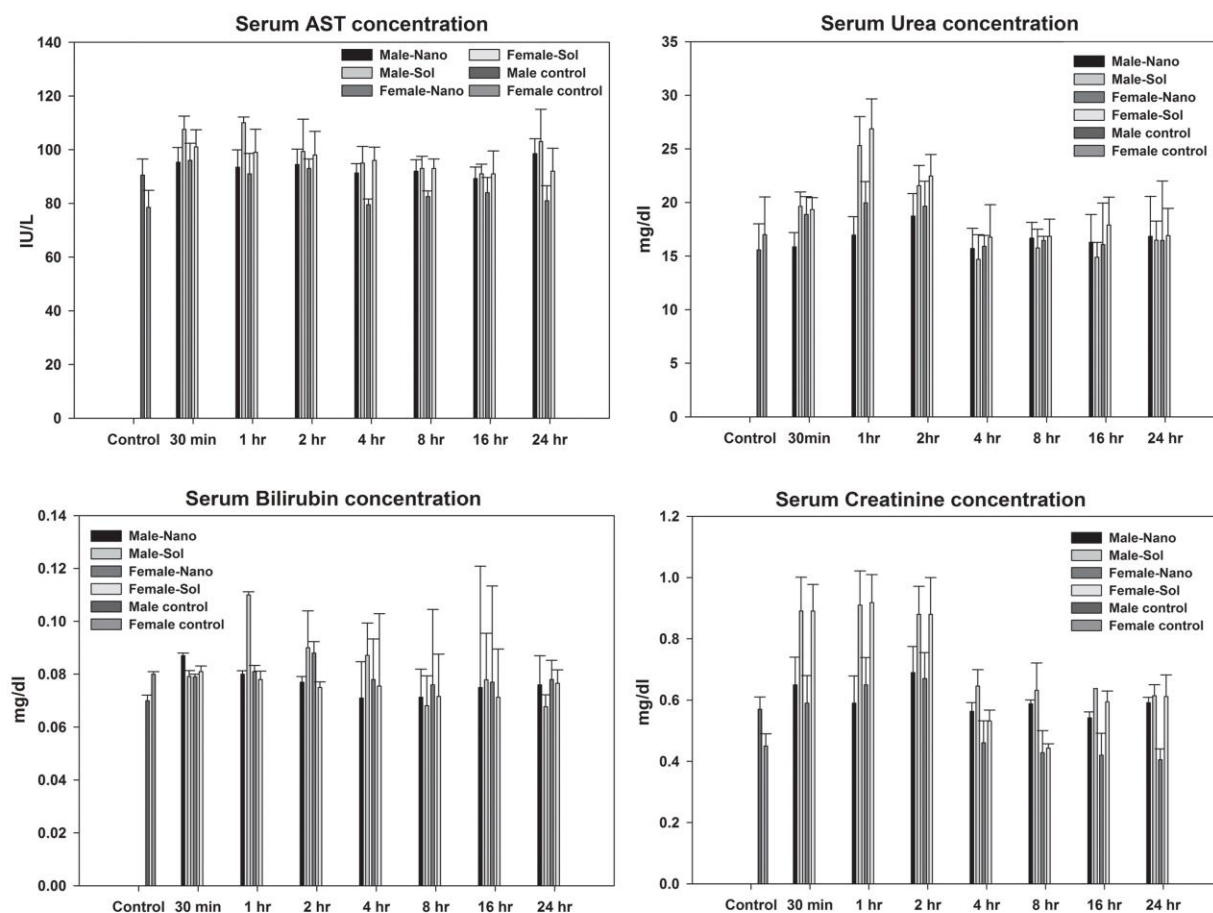 Serum AST concentration
140
120
100
80
60
40
20
0
IU/L
Male-Nano
Male-Sol
Female-Nano
Female-Sol
Male control
Female control
Control 30 min 1 hr 2 hr 4 hr 8 hr 16 hr 24 hr
Serum Urea concentration
35
30
25
20
15
10
5
0
mg/dl
Male-Nano
Male-Sol
Female-Nano
Female-Sol
Male control
Female control
Control 30min 1hr 2hr 4 hr 8 hr 16 hr 24 hr
Serum Bilirubin concentration
0.14
0.12
0.10
0.08
0.06
0.04
0.02
0.00
mg/dl
Male-Nano
Male-Sol
Female-Nano
Female-Sol
Male control
Female control
Control 30 min 1 hr 2 hr 4 hr 8 hr 16 hr 24 hr
Serum Creatinine concentration
1.2
1.0
0.8
0.6
0.4
0.2
0.0
mg/dl
Male-Nano
Male-Sol
Female-Nano
Female-Sol
Male control
Female control
Control 30 min 1 hr 2 hr 4 hr 8 hr 16 hr 24 hr